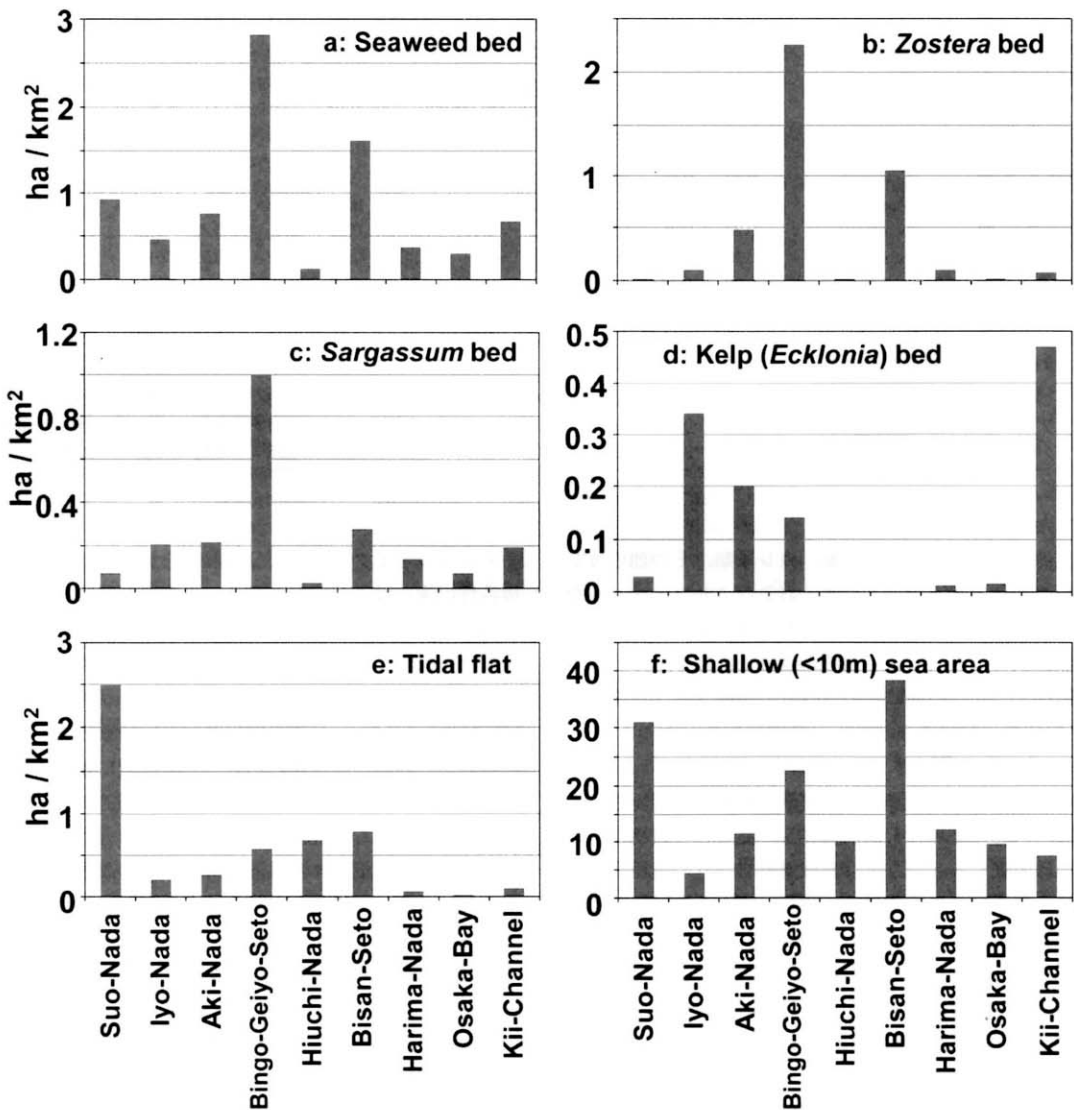 a: Seaweed bed
3
2
1
0
ha / km²
b: Zostera bed
2
1
0
c: Sargassum bed
1.2
0.8
0.4
0
ha / km²
d: Kelp (Ecklonia) bed
0.5
0.4
0.3
0.2
0.1
0
e: Tidal flat
3
2
1
0
ha / km²
f: Shallow (<10m) sea area
40
30
20
10
0
Suo-Nada
Iyo-Nada
Aki-Nada
Bingo-Geiyo-Seto
Hiuchi-Nada
Bisan-Seto
Harima-Nada
Osaka-Bay
Kii-Channel
Suo-Nada
Iyo-Nada
Aki-Nada
Bingo-Geiyo-Seto
Hiuchi-Nada
Bisan-Seto
Harima-Nada
Osaka-Bay
Kii-Channel